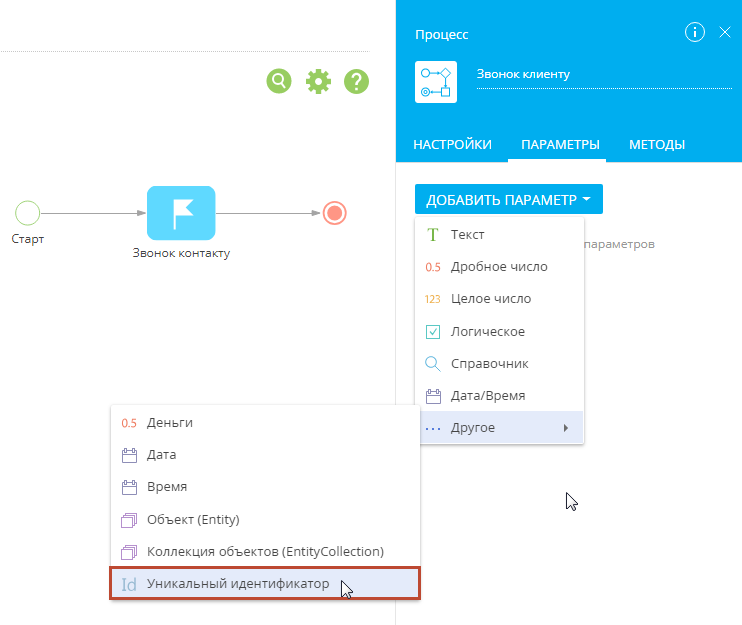 Процесс
Звонок клиенту
НАСТРОЙКИ ПАРАМЕТРЫ МЕТОДЫ
ДОБАВИТЬ ПАРАМЕТР
параметров
T Текст
0.5 Дробное число
123 Целое число
Логическое
Справочник
Дата/Время
Другое
?
Старт
Звонок контакту
0.5 Деньги
Дата
Время
Объект (Entity)
Коллекция объектов (EntityCollection)
Id Уникальный идентификатор